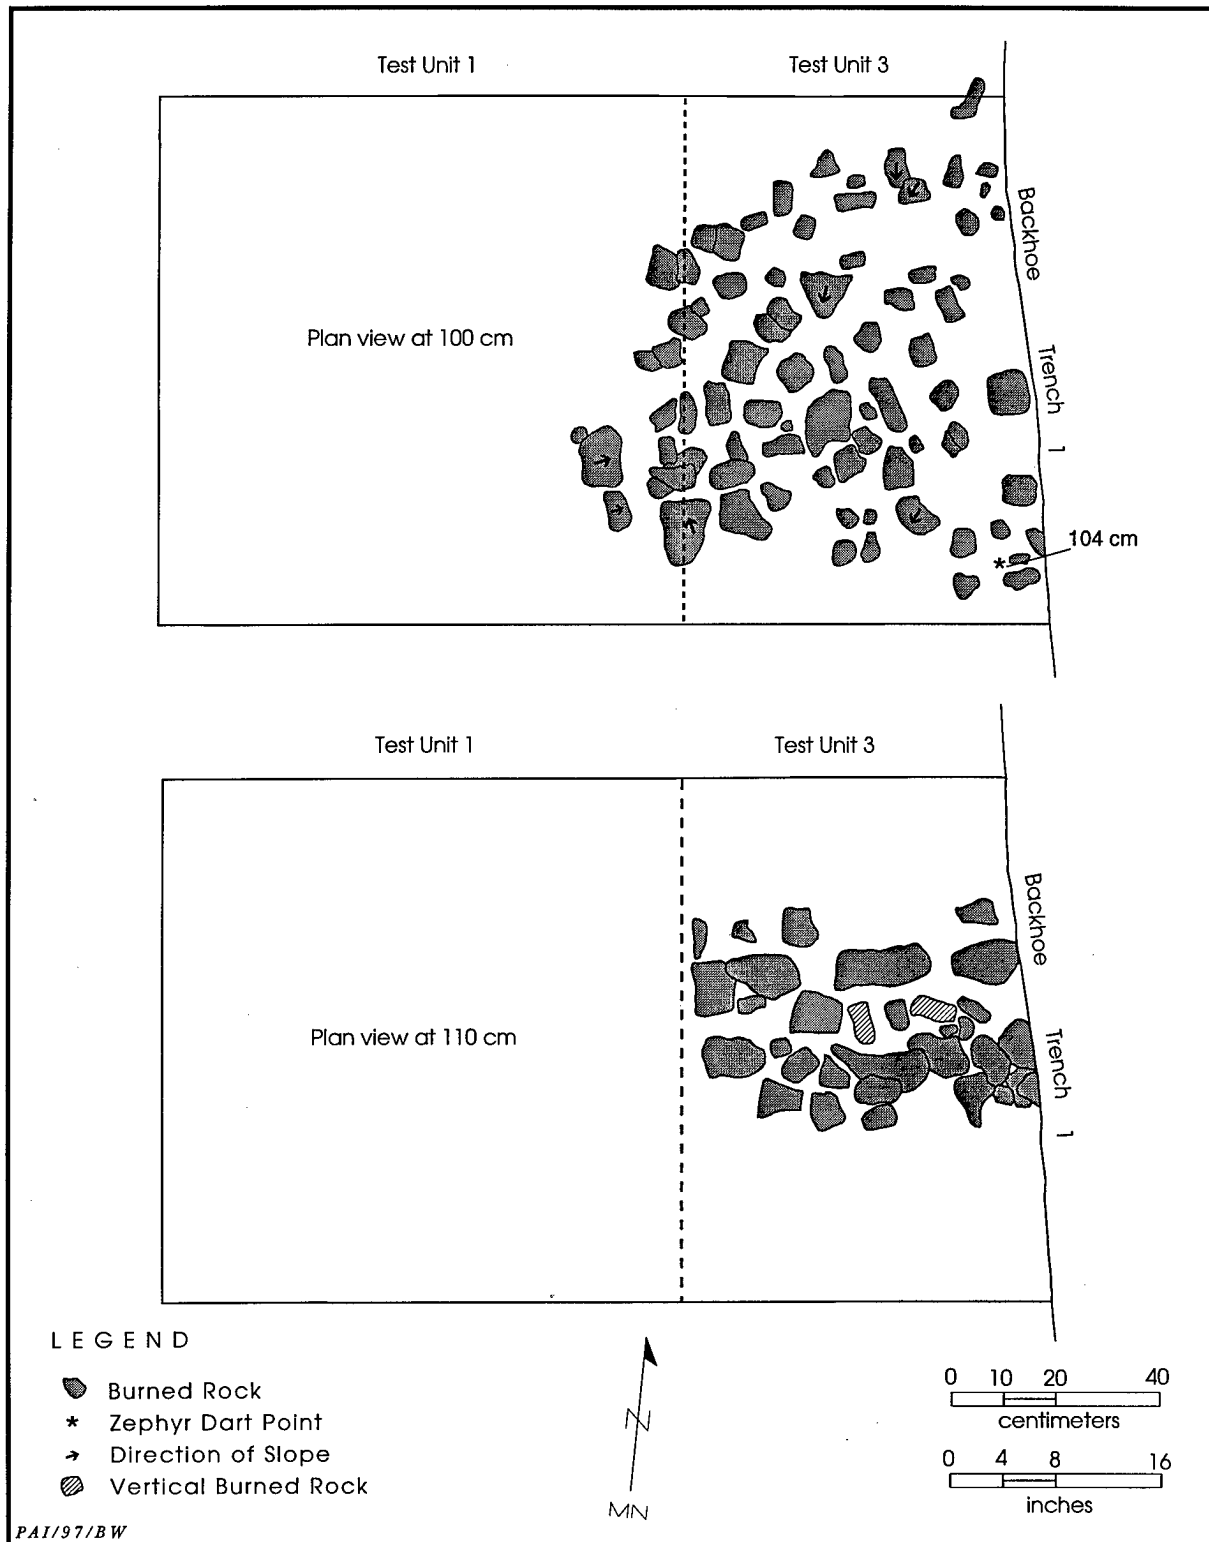 Test Unit 1 Test Unit 3
Backhoe Trench 1
Plan view at 100 cm
104 cm
Test Unit 1 Test Unit 3
Backhoe Trench 1
Plan view at 110 cm
LEGEND
Burned Rock
* Zephyr Dart Point
Direction of Slope
Vertical Burned Rock
N
MN
0 10 20 40
centimeters
0 4 8 16
inches
PAI/97/BW